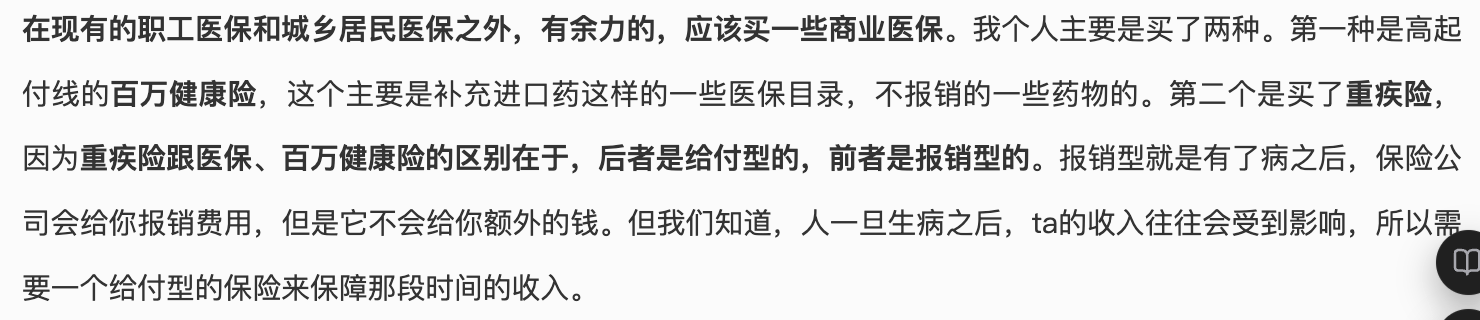 在现有的职工医保和城乡居民医保之外，有余力的，应该买一些商业医保。我个人主要是买了两种。第一种是高起
付线的百万健康险，这个主要是补充进口药这样的一些医保目录，不报销的一些药物的。第二个是买了重疾险，
因为重疾险跟医保、百万健康险的区别在于，后者是给付型的，前者是报销型的。报销型就是有了病之后，保险公
司会给你报销费用，但是它不会给你额外的钱。但我们知道，人一旦生病之后，ta的收入往往会受到影响，所以需
要一个给付型的保险来保障那段时间的收入。